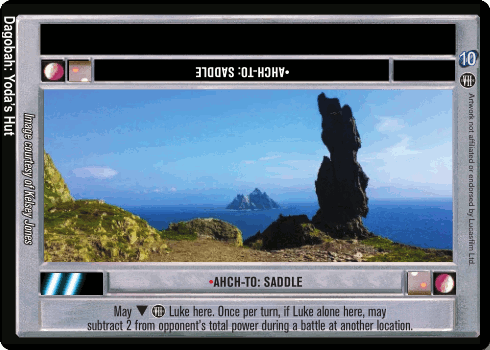 Dagobah: Yoda's Hut
•AHCH-TO: SADDLE
10
VII
Image courtesy of Kelsey Jones
Artwork not affiliated or endorsed by Lucasfilm Ltd.
•AHCH-TO: SADDLE
May ▼ VII Luke here. Once per turn, if Luke alone here, may
subtract 2 from opponent's total power during a battle at another location.